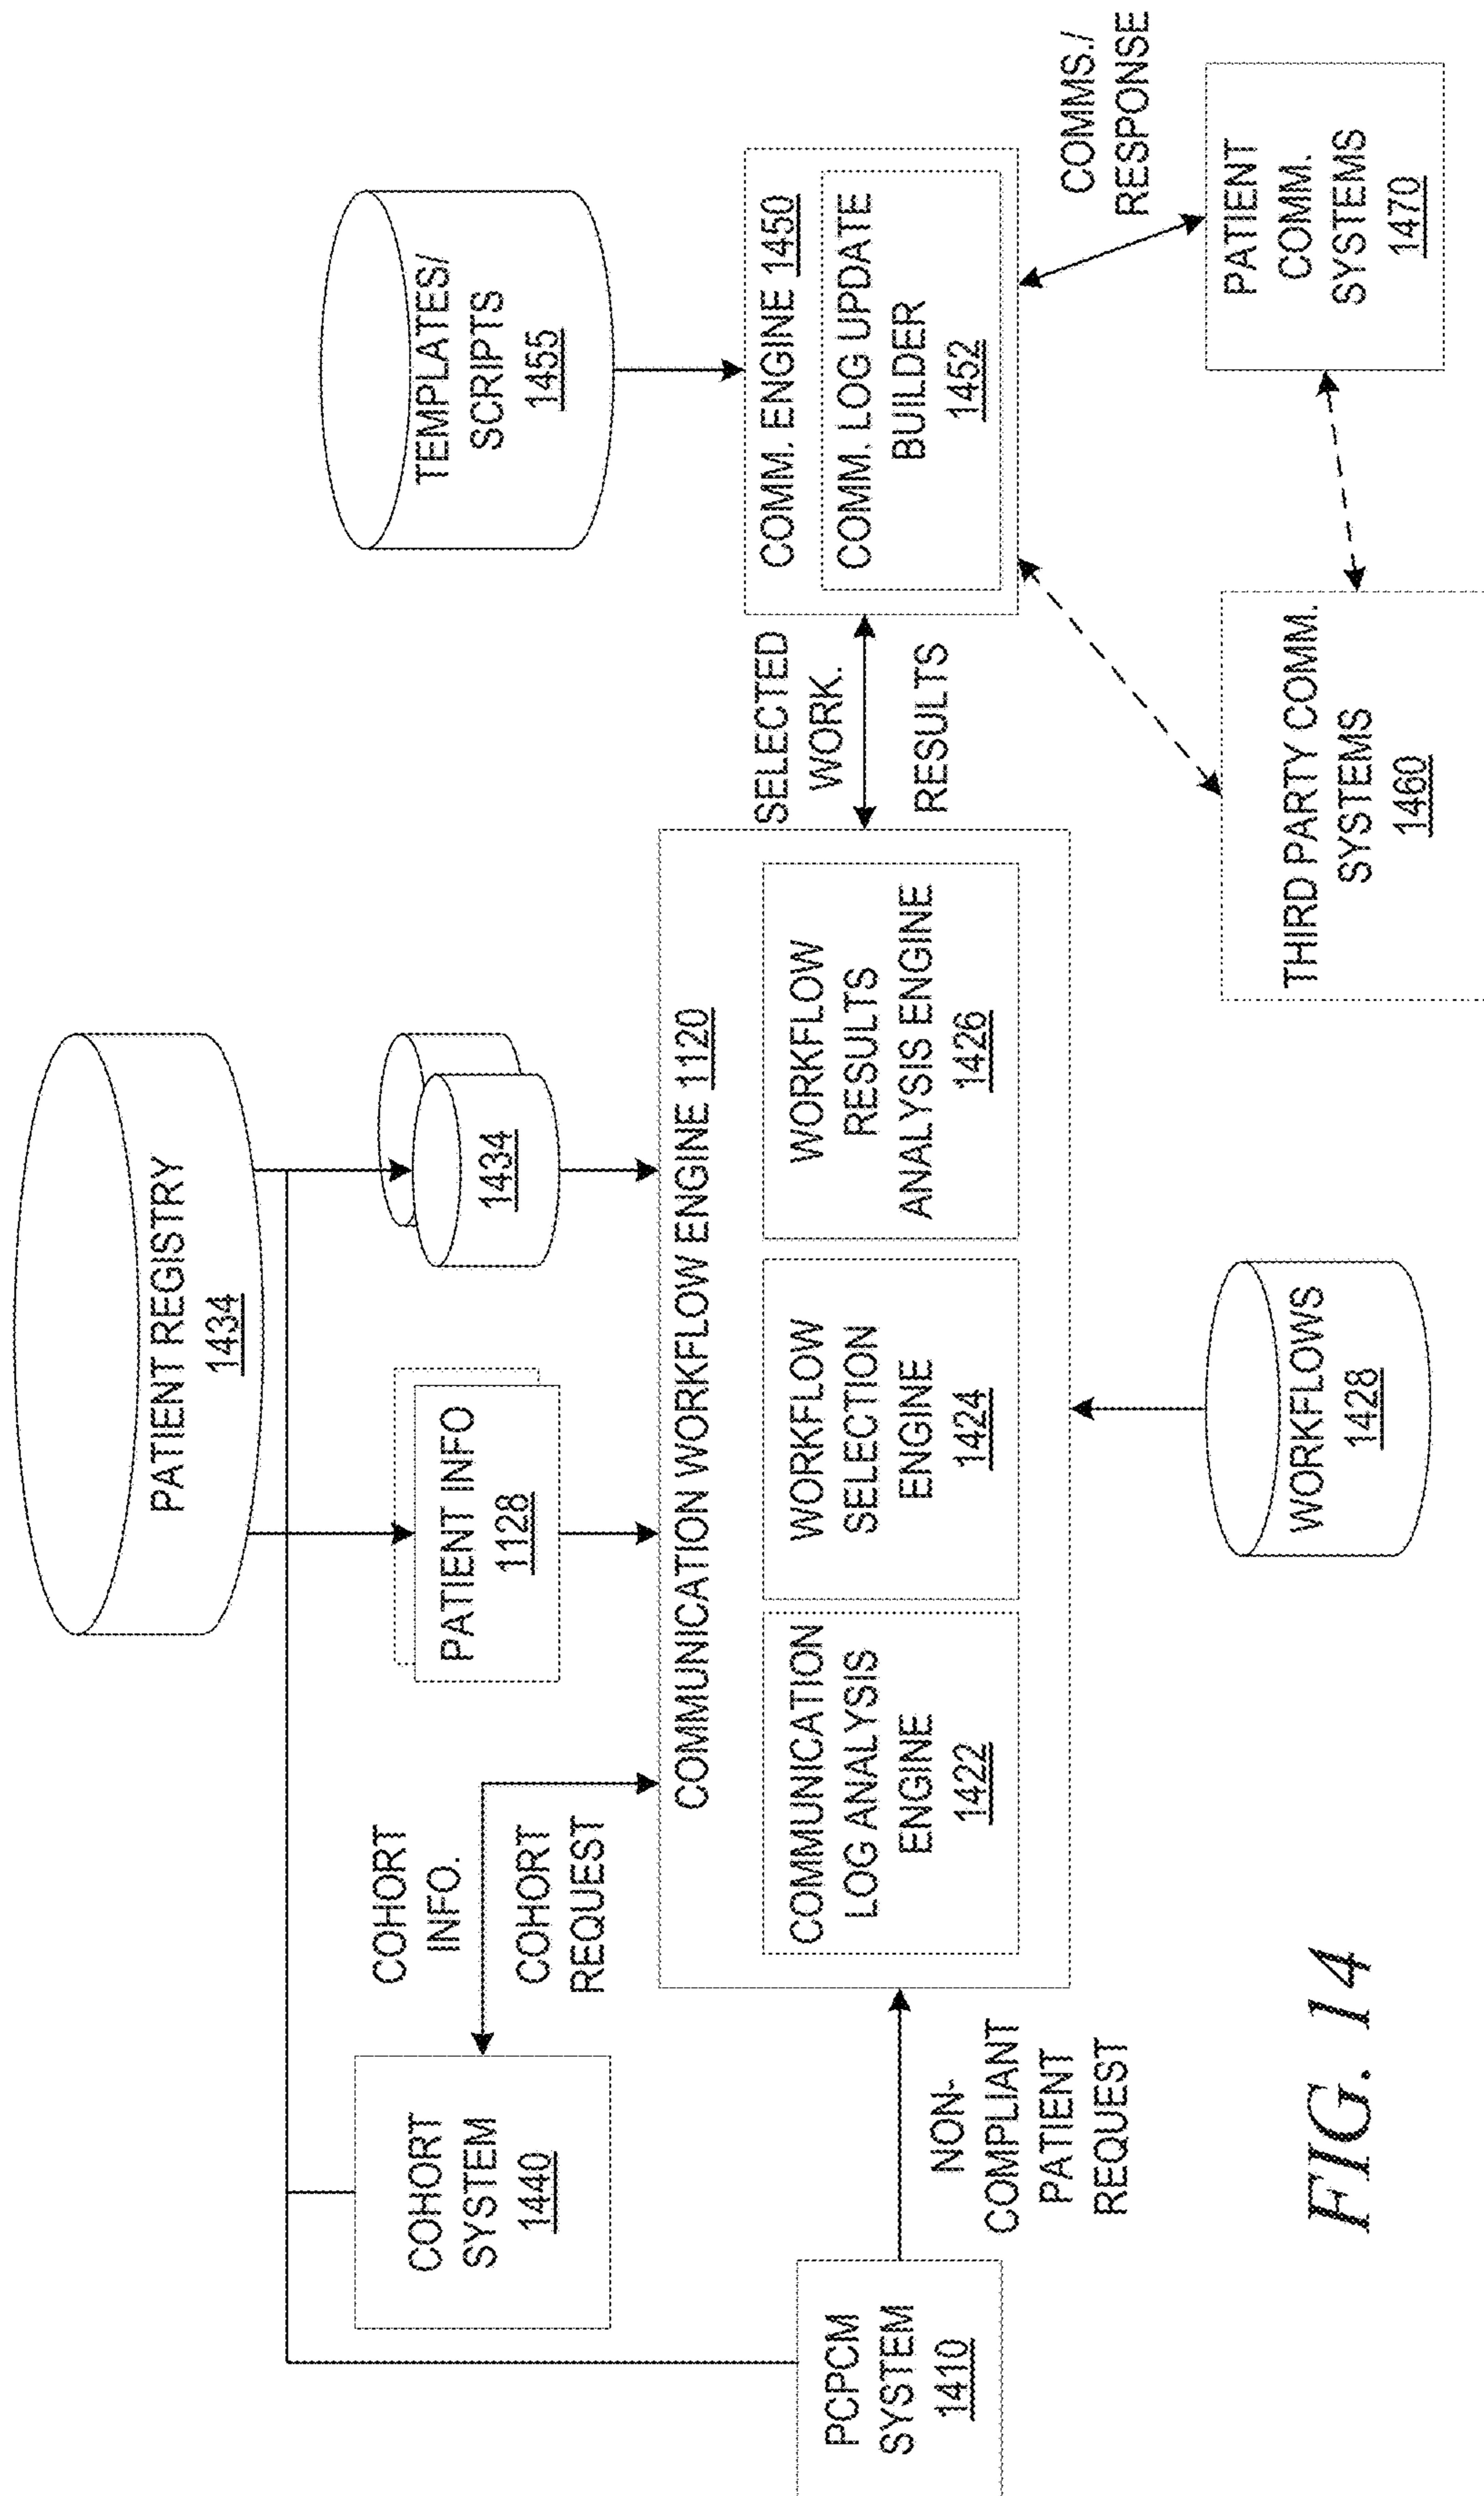 PATIENT REGISTRY
1434
COHORT
SYSTEM
1440
COHORT
INFO.
COHORT
REQUEST
PATIENT INFO
1128
1434
TEMPLATES/
SCRIPTS
1455
PCPCM
SYSTEM
1410
NON-
COMPLIANT
PATIENT
REQUEST
COMMUNICATION WORKFLOW ENGINE 1120
COMMUNICATION
LOG ANALYSIS
ENGINE
1422
WORKFLOW
SELECTION
ENGINE
1424
WORKFLOW
RESULTS
ANALYSIS ENGINE
1426
SELECTED
WORK.
RESULTS
COMM. ENGINE 1450
COMM. LOG UPDATE
BUILDER
1452
COMMS./
RESPONSE
WORKFLOWS
1428
THIRD PARTY COMM.
SYSTEMS
1460
PATIENT
COMM.
SYSTEMS
1470
FIG. 14